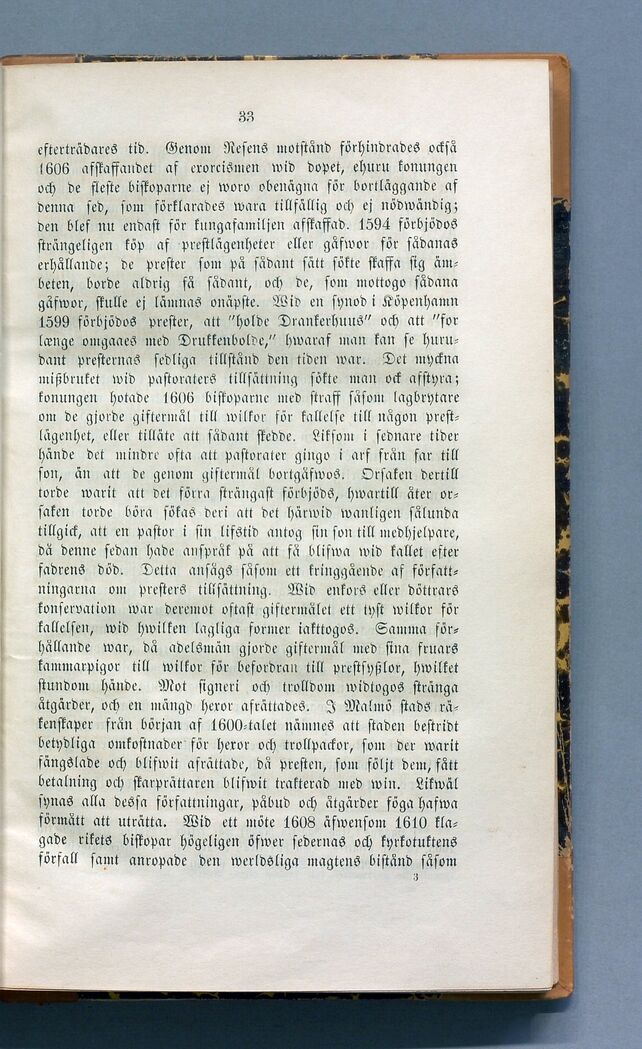 33
efterträdares tid. Genom Resens motstånd förhindrades också
1606 afskaffandet af exorcismen wid dopet, ehuru konungen
och de fleste biskoparne ej woro obenägna för bortläggande af
denna sed, som förklarades wara tillfällig och ej nödwändig;
den blef nu endast för kungafamiljen afskaffad. 1594 förbjödos
strängeligen köp af prestlägenheter eller gåfwor för sådanas
erhållande; de prester som på sådant sätt sökte skaffa sig äm-
beten, borde aldrig få sådant, och de, som mottogo sådana
gåfwor, skulle ej lämnas onäpste. Wid en synod i Köpenhamn
1599 förbjödos prester, att "holde Drankerhuus" och att "for
længe omgaaes med Drukkenbolde," hwaraf man kan se huru-
dant presternas sedliga tillstånd den tiden war. Det myckna
mißbruket wid pastoraters tillsättning sökte man ock afstyra;
konungen hotade 1606 biskoparne med straff såsom lagbrytare
om de gjorde giftermål till wilkor för kallelse till någon prest-
lägenhet, eller tilläte att sådant skedde. Liksom i sednare tider
hände det mindre ofta att pastorater gingo i arf från far till
son, än att de genom giftermål bortgåfwos. Orsaken dertill
torde warit att det förra strängast förbjöds, hwartill åter or-
saken torde böra sökas deri att det härwid wanligen sålunda
tillgick, att en pastor i sin lifstid antog sin son till medhjelpare,
då denne sedan hade anspråk på att få blifwa wid kallet efter
fadrens död. Detta ansågs såsom ett kringgående af författ-
ningarna om presters tillsättning. Wid enkors eller döttrars
konservation war deremot oftast giftermålet ett tyst wilkor för
kallelsen, wid hwilken lagliga former iakttogos. Samma för-
hållande war, då adelsmän gjorde giftermål med sina fruars
kammarpigor till wilkor för befordran till prestsyßlor, hwilket
stundom hände. Mot signeri och trolldom widtogos stränga
åtgärder, och en mängd hexor afrättades. I Malmö stads rä-
kenskaper från början af 1600-talet nämnes att staden bestridt
betydliga omkostnader för hexor och trollpackor, som der warit
fängslade och blifwit afrättade, då presten, som följt dem, fått
betalning och skarprättaren blifwit trakterad med win. Likwäl
synas alla dessa författningar, påbud och åtgärder föga hafwa
förmått att uträtta. Wid ett möte 1608 äfwensom 1610 kla-
gade rikets biskopar högeligen öfwer sedernas och kyrkotuktens
förfall samt anropade den werldsliga magtens bistånd såsom
3